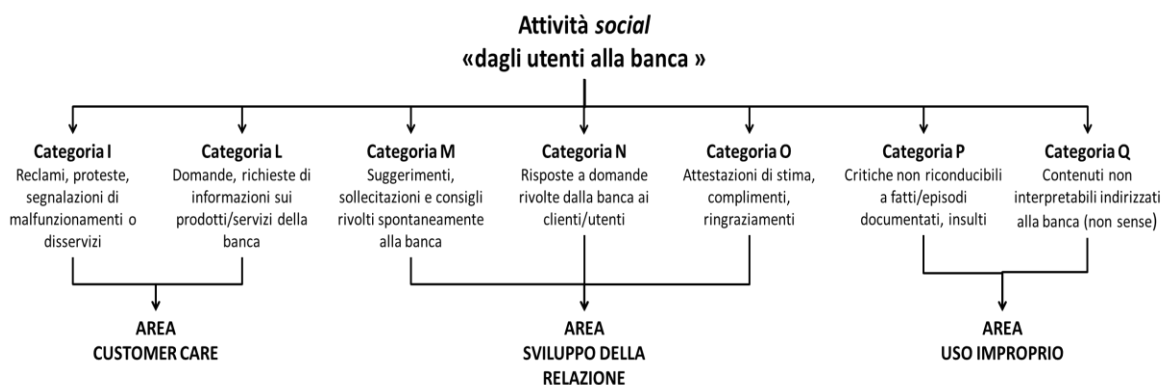 Attività social
«dagli utenti alla banca »
Categoria I
Reclami, proteste,
segnalazioni di
malfunzionamenti o
disservizi
Categoria L
Domande, richieste di
informazioni sui
prodotti/servizi della
banca
Categoria M
Suggerimenti,
sollecitazioni e consigli
rivolti spontaneamente
alla banca
Categoria N
Risposte a domande
rivolte dalla banca ai
clienti/utenti
Categoria O
Attestazioni di stima,
complimenti,
ringraziamenti
Categoria P
Critiche non riconducibili
a fatti/episodi
documentati, insulti
Categoria Q
Contenuti non
interpretabili indirizzati
alla banca (non sense)
AREA
CUSTOMER CARE
AREA
SVILUPPO DELLA
RELAZIONE
AREA
USO IMPROPRIO